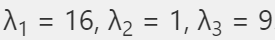 λ₁ = 16, λ₂ = 1, λ₃ = 9